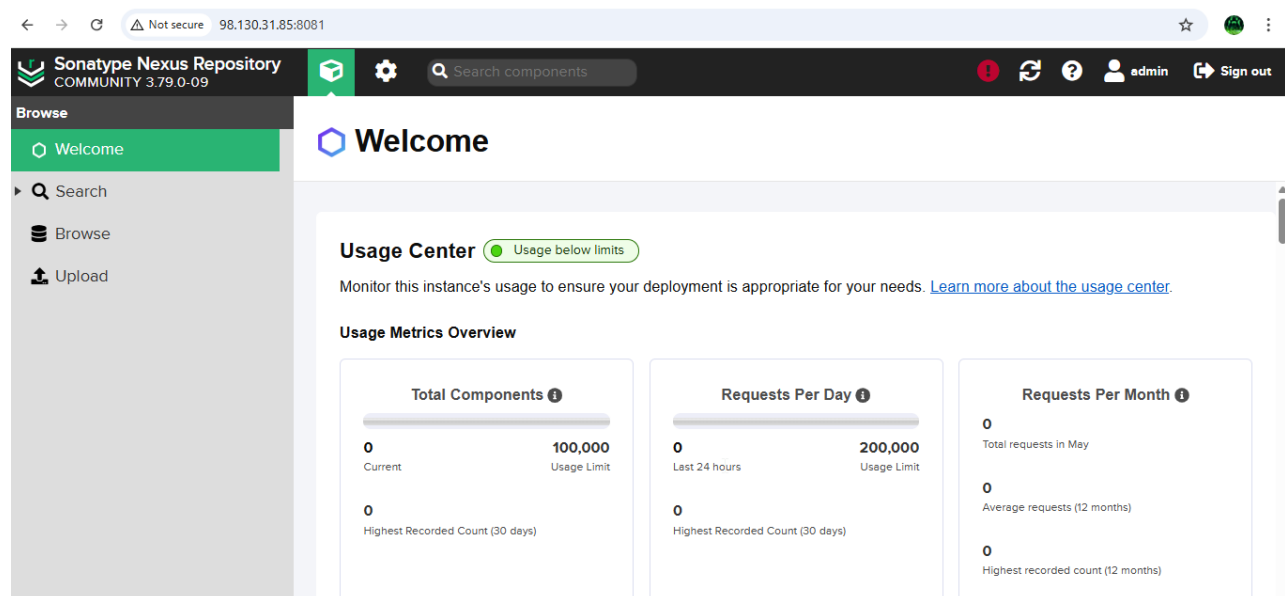 Not secure 98.130.31.85:8081
Sonatype Nexus Repository
COMMUNITY 3.79.0-09
Search components
admin
Sign out
Browse
Welcome
Search
Browse
Upload
Welcome
Usage Center Usage below limits
Monitor this instance's usage to ensure your deployment is appropriate for your needs. Learn more about the usage center.
Usage Metrics Overview
Total Components
0 100,000
Current Usage Limit
0
Highest Recorded Count (30 days)
Requests Per Day
0 200,000
Last 24 hours Usage Limit
0
Highest Recorded Count (30 days)
Requests Per Month
0
Total requests in May
0
Average requests (12 months)
0
Highest recorded count (12 months)